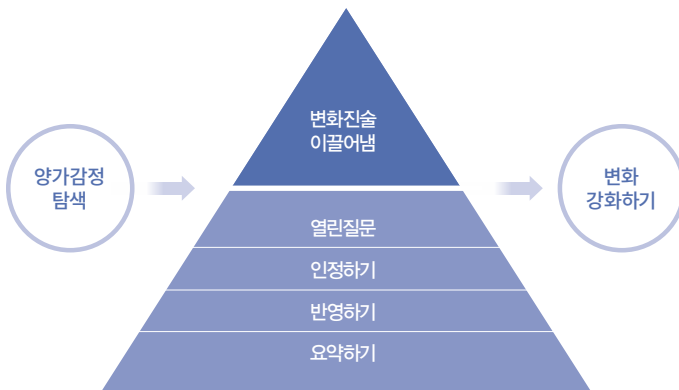 양가감정
탐색
변화진술
이끌어냄
열린질문
인정하기
반영하기
요약하기
변화
강화하기